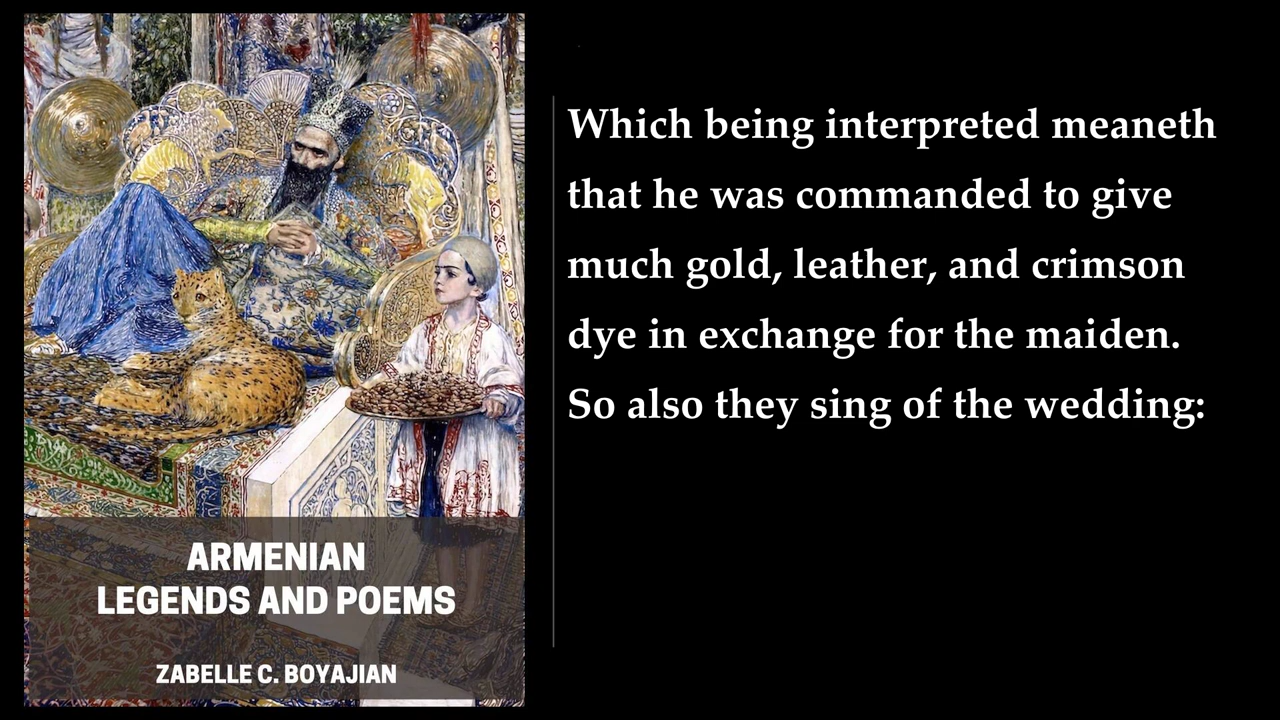 ARMENIAN
LEGENDS AND POEMS
ZABELLE C. BOYAJIAN
Which being interpreted meaneth
that he was commanded to give
much gold, leather, and crimson
dye in exchange for the maiden.
So also they sing of the wedding: